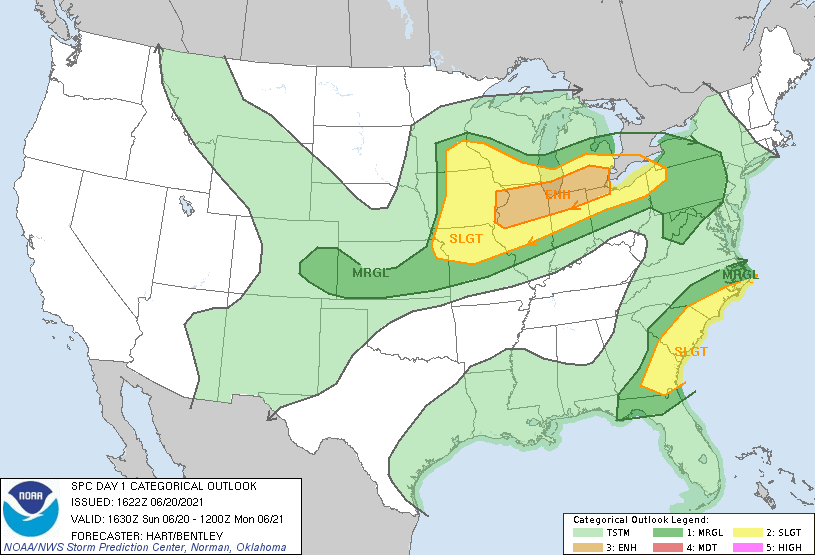 ENH
SLGT
MRGL
MRGL
SLGT
NOAA
SPC DAY 1 CATEGORICAL OUTLOOK
ISSUED: 1622Z 06/20/2021
VALID: 1630Z Sun 06/20 - 1200Z Mon 06/21
FORECASTER: HART/BENTLEY
NOAA/NWS Storm Prediction Center, Norman, Oklahoma
Categorical Outlook Legend:
TSTM 1: MRGL 2: SLGT
3: ENH 4: MDT 5: HIGH